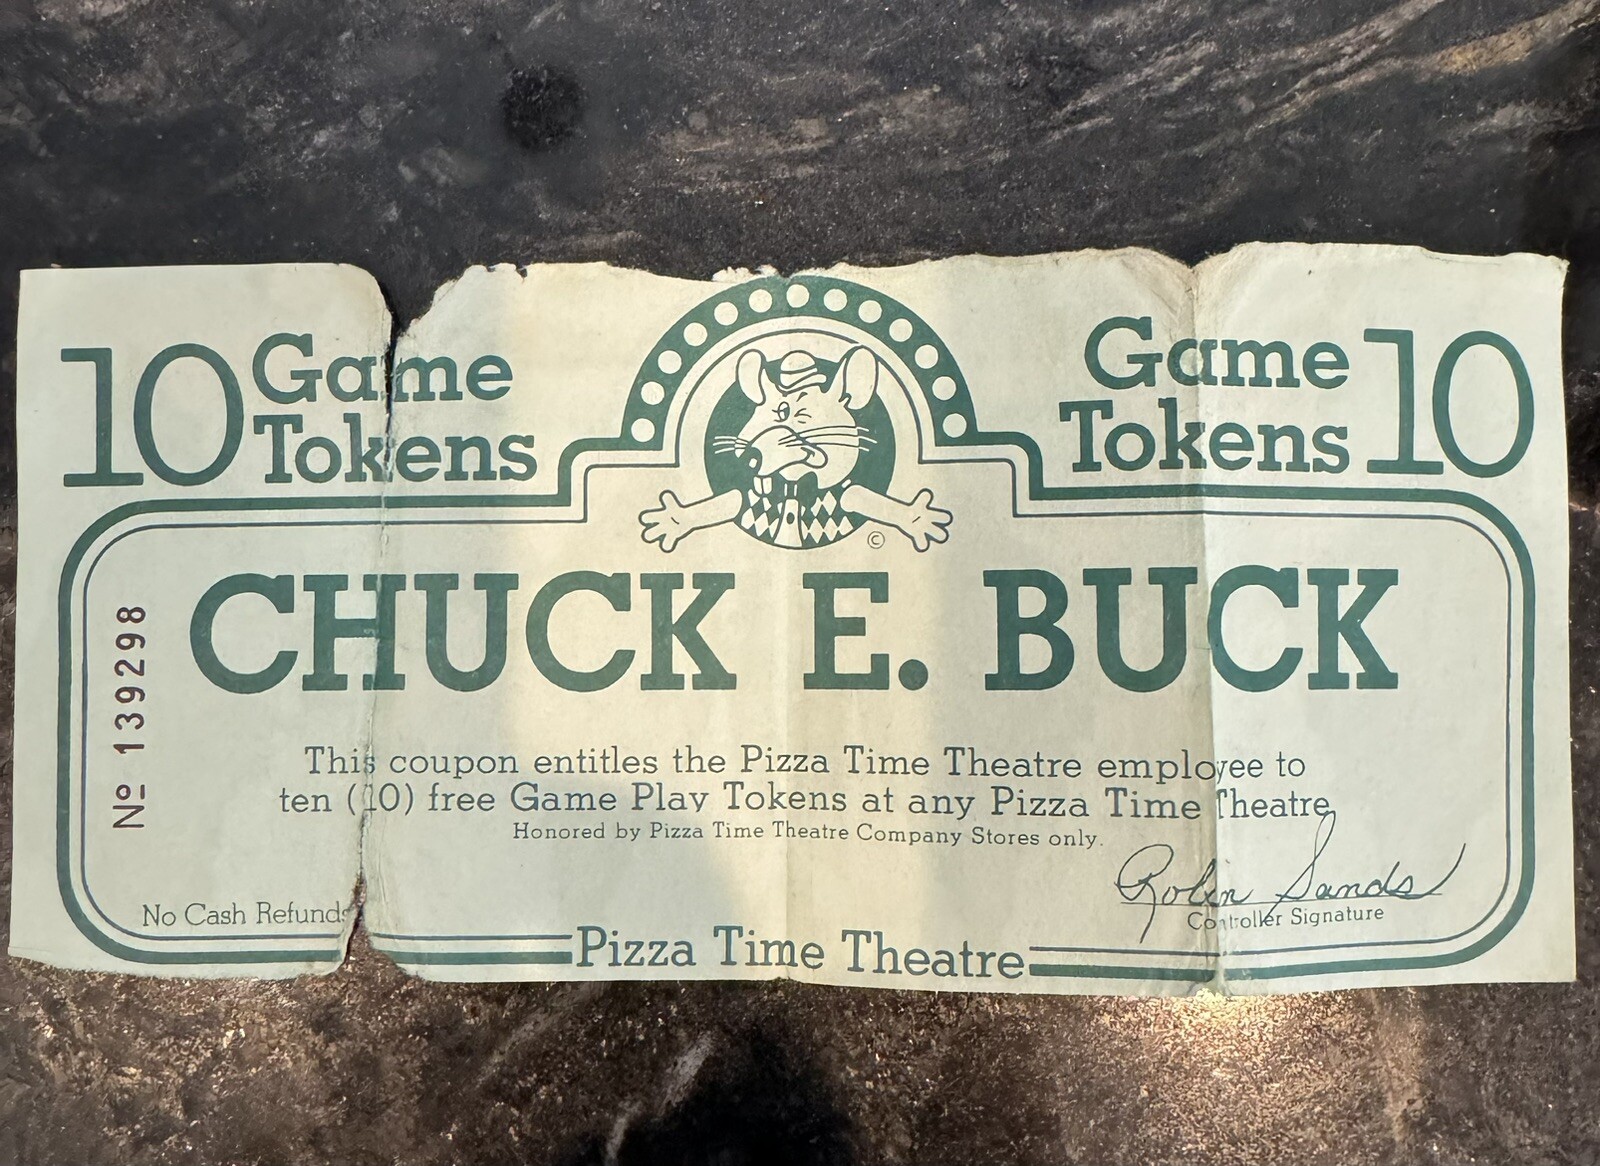 10 Game Tokens
Game Tokens 10
©
CHUCK E. BUCK
Nº 139298
This coupon entitles the Pizza Time Theatre employee to
ten (10) free Game Play Tokens at any Pizza Time Theatre
Honored by Pizza Time Theatre Company Stores only.
Robin Sands
Controller Signature
No Cash Refunds
Pizza Time Theatre